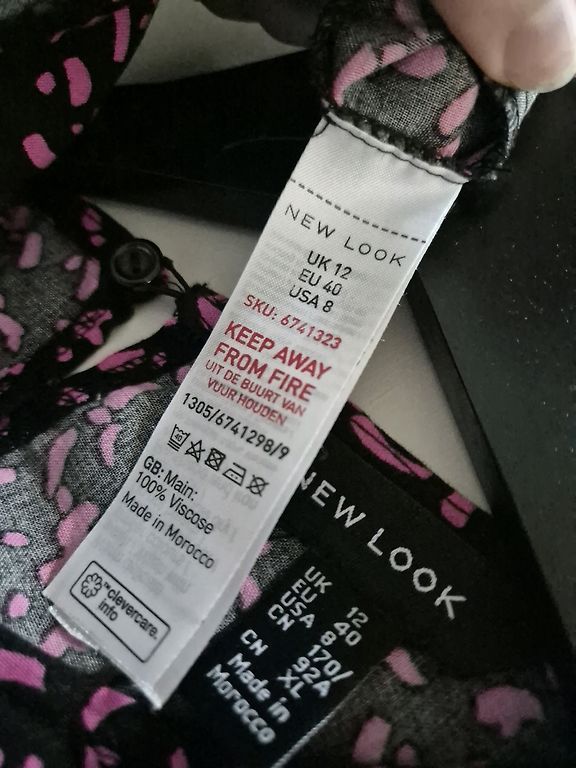 NEW LOOK
UK 12
EU 40
USA 8
SKU: 6741323
KEEP AWAY
FROM FIRE
UIT DE BUURT VAN
VUUR HOUDEN
1305/6741298/9
40
GB: Main:
100% Viscose
Made in Morocco
™clevercare.
info
NEW LOOK
UK 12
EU 40
USA 8
CN 170/
92A
CN XL
Made in
Morocco